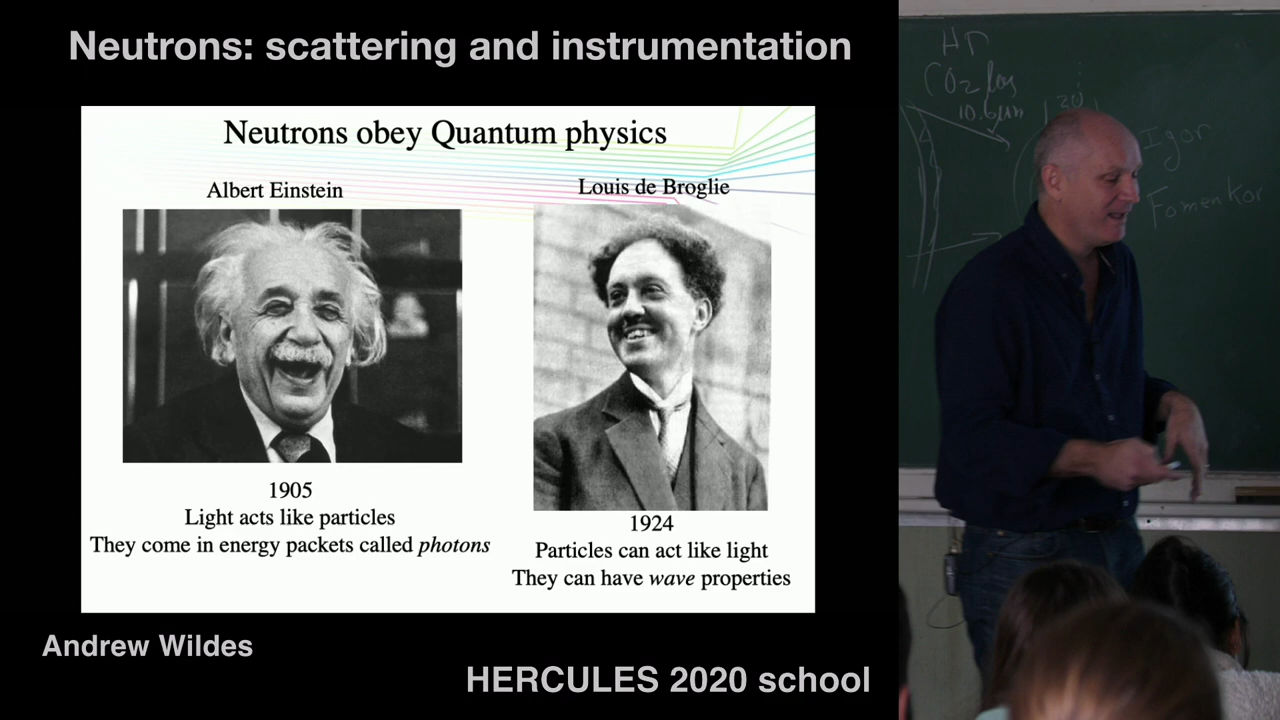 Neutrons: scattering and instrumentation
Neutrons obey Quantum physics
Albert Einstein
Louis de Broglie
1905
Light acts like particles
They come in energy packets called photons
1924
Particles can act like light
They can have wave properties
Andrew Wildes
HERCULES 2020 school
CO2
10.6μm
Igor
Fomenkov